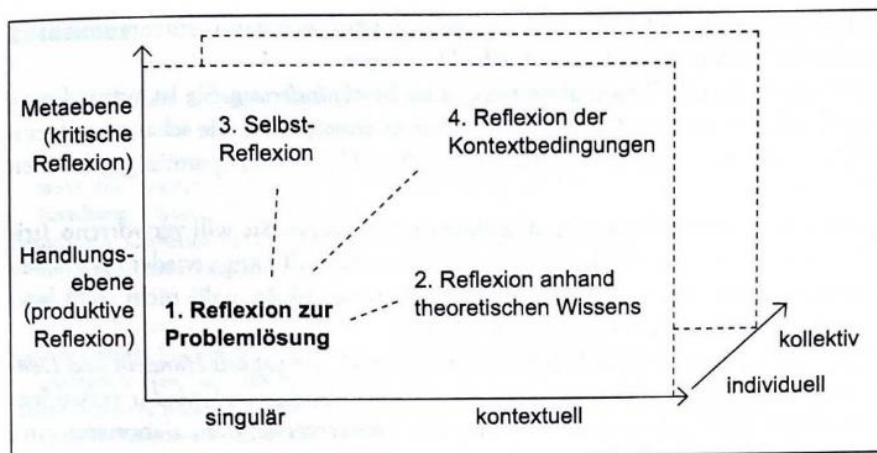 Metaebene
(kritische
Reflexion)
3. Selbst-
Reflexion
4. Reflexion der
Kontextbedingungen
Handlungs-
ebene
(produktive
Reflexion)
1. Reflexion zur
Problemlösung
2. Reflexion anhand
theoretischen Wissens
kollektiv
individuell
singulär
kontextuell